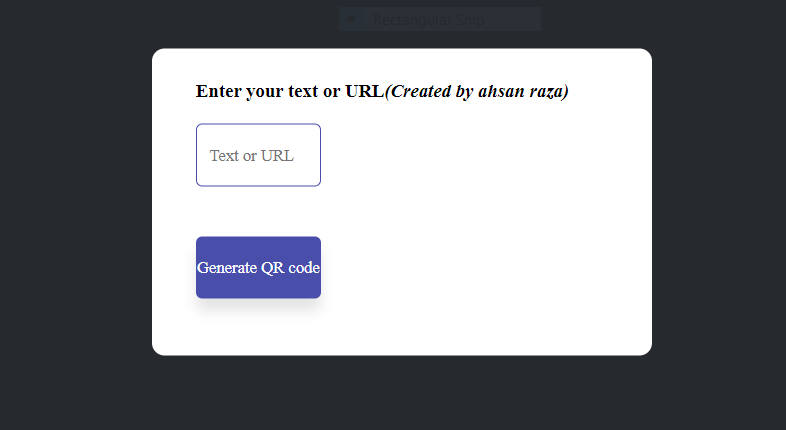 Rectangular Snip
Enter your text or URL(Created by ahsan raza)
Text or URL
Generate QR code